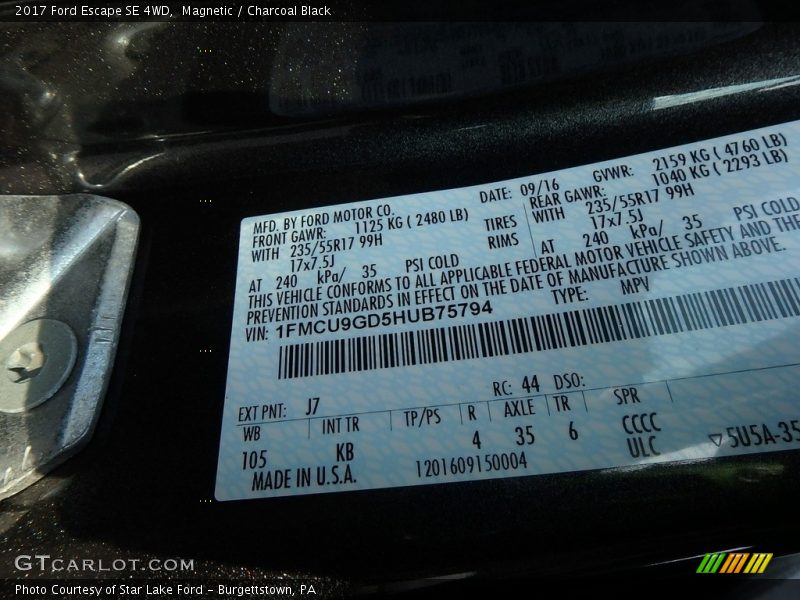 2017 Ford Escape SE 4WD,  Magnetic / Charcoal Black
MFD. BY FORD MOTOR CO. DATE: 09/16 GVWR: 2159 KG ( 4760 LB)
FRONT GAWR: 1125 KG ( 2480 LB) REAR GAWR: 1040 KG ( 2293 LB)
WITH 235/55R17 99H TIRES WITH 235/55R17 99H
17x7.5J RIMS 17x7.5J
AT 240 kPa/ 35 PSI COLD AT 240 kPa/ 35 PSI COLD
THIS VEHICLE CONFORMS TO ALL APPLICABLE FEDERAL MOTOR VEHICLE SAFETY AND THE
PREVENTION STANDARDS IN EFFECT ON THE DATE OF MANUFACTURE SHOWN ABOVE.
VIN: 1FMCU9GD5HUB75794 TYPE: MPV
EXT PNT: J7 RC: 44 DSO:
WB INT TR TP/PS R AXLE TR SPR
105 KB 4 35 6 CCCC
ULC
MADE IN U.S.A. 1201609150004 5U5A-35
GTCARLOT.COM
Photo Courtesy of Star Lake Ford - Burgettstown, PA